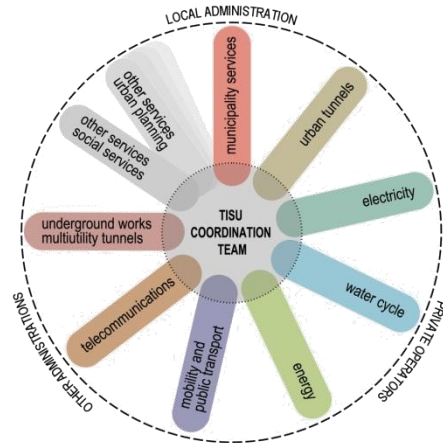 LOCAL ADMINISTRATION
municipality services
urban tunnels
electricity
water cycle
energy
mobility and
public transport
telecommunications
underground works
multiutility tunnels
other services
social services
other services
urban planning
TISU
COORDINATION
TEAM
PRIVATE OPERATORS
OTHER ADMINISTRATIONS